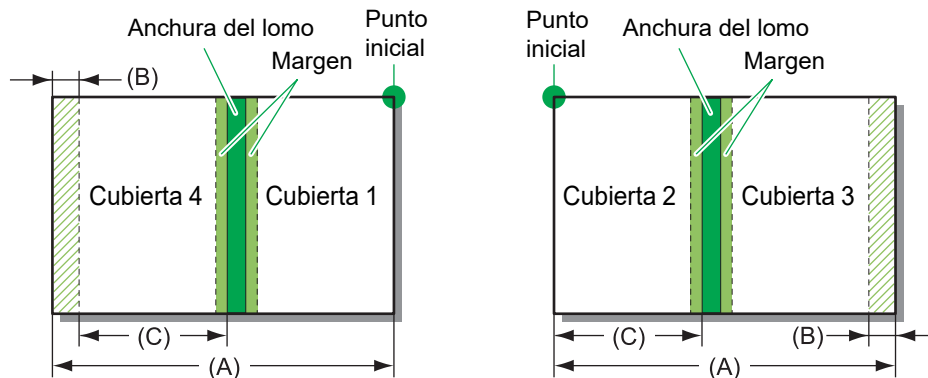 Anchura del lomo
Punto
inicial
Margen
(B)
Cubierta 4
Cubierta 1
(C)
(A)
Punto
inicial
Anchura del lomo
Margen
Cubierta 2
Cubierta 3
(C)
(B)
(A)